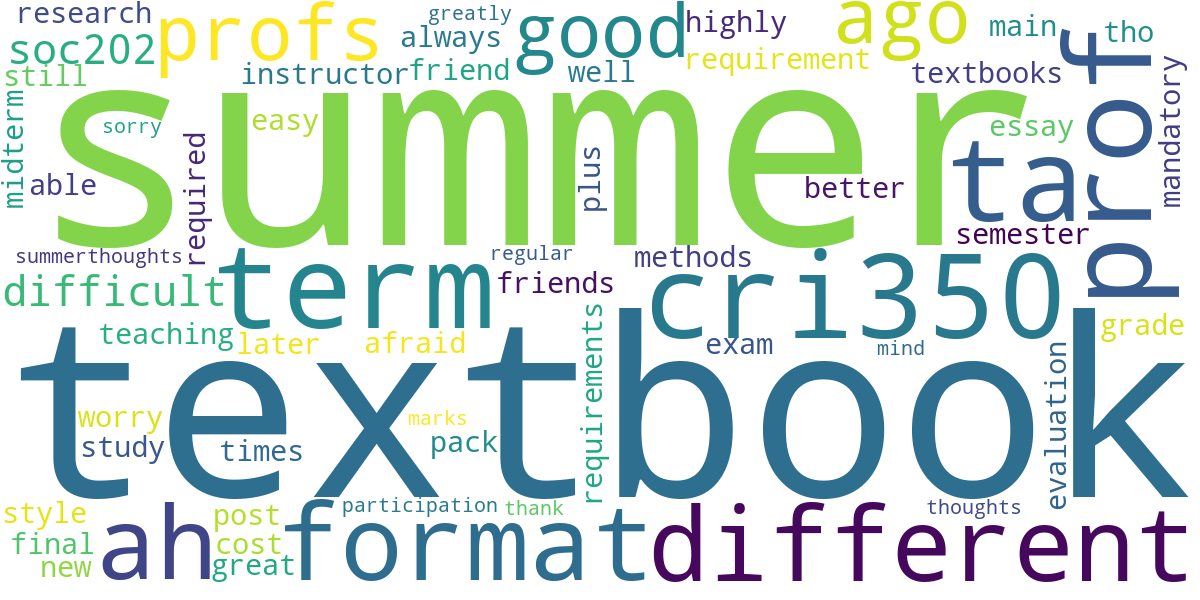 research
profs
greatly
always
good
highly
ago
main
tho
soc202
still
instructor
friend
well
requirement
textbooks
prof
midterm
sorry
easy
summer
essay
mandatory
able
required
plus
better
ta
semester
summerthoughts
term
regular
friends
methods
cri350
difficult
teaching
later
afraid
requirements
exam
mind
grade
textbook
worry
study
times
marks
pack
evaluation
style
final
new
ah
post
cost
great
participation
thank
format
thoughts
different